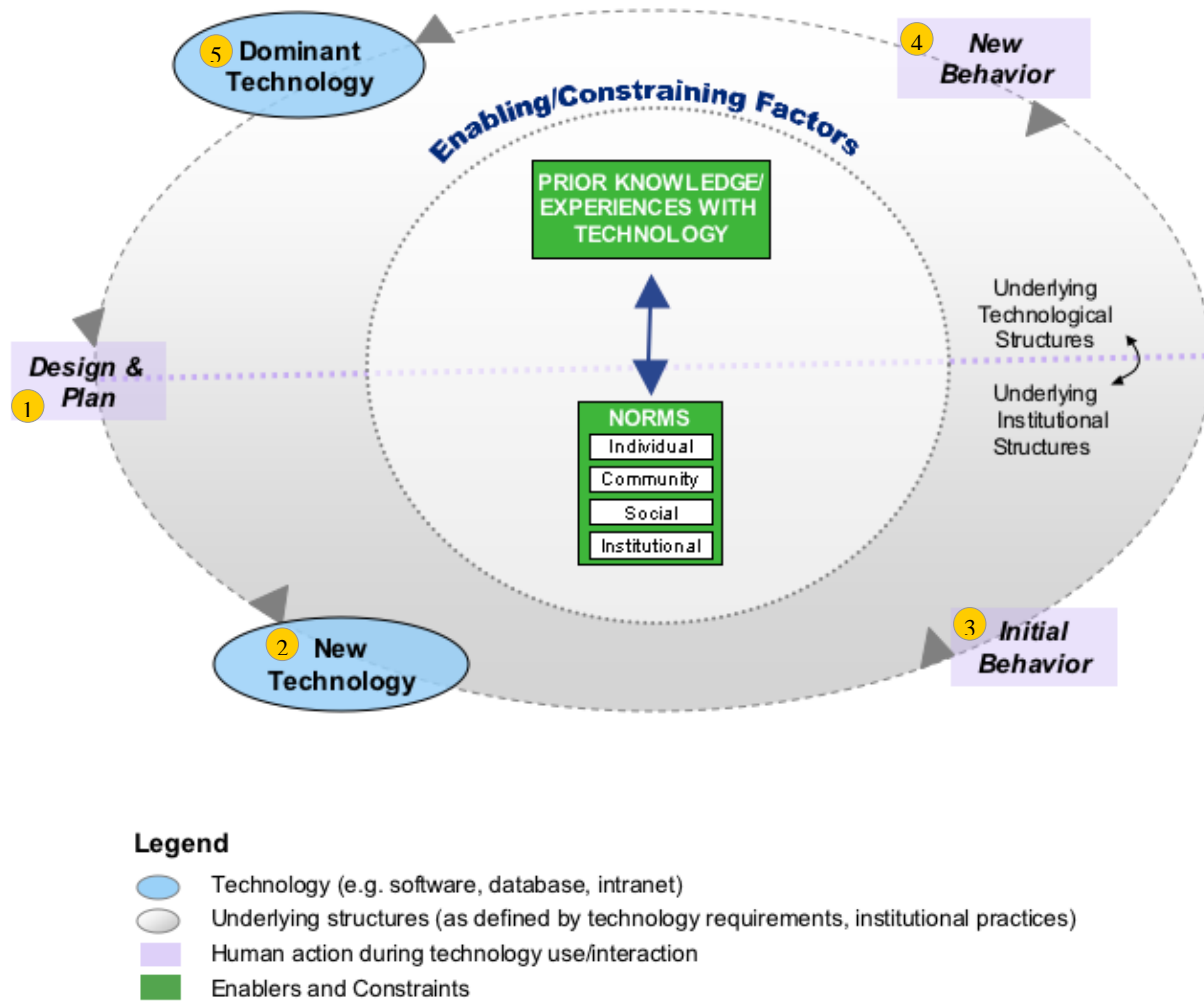 5 Dominant
Technology
4 New
Behavior
Enabling/Constraining Factors
PRIOR KNOWLEDGE/
EXPERIENCES WITH
TECHNOLOGY
Underlying
Technological
Structures
Design &
1 Plan
Underlying
Institutional
Structures
NORMS
Individual
Community
Social
Institutional
2 New
Technology
3 Initial
Behavior
Legend
Technology (e.g. software, database, intranet)
Underlying structures (as defined by technology requirements, institutional practices)
Human action during technology use/interaction
Enablers and Constraints